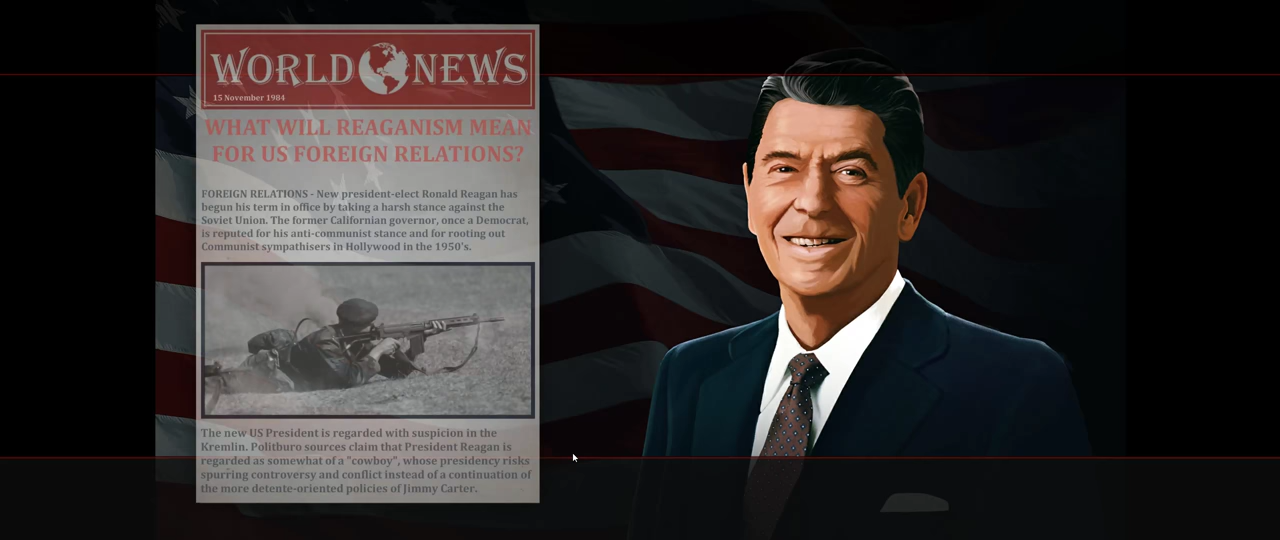 WORLD NEWS
15 November 1984
WHAT WILL REAGANISM MEAN
FOR US FOREIGN RELATIONS?
FOREIGN RELATIONS - New president-elect Ronald Reagan has
begun his term in office by taking a harsh stance against the
Soviet Union. The former Californian governor, once a Democrat,
is reputed for his anti-communist stance and for rooting out
Communist sympathisers in Hollywood in the 1950's.
The new US President is regarded with suspicion in the
Kremlin. Politburo sources claim that President Reagan is
regarded as somewhat of a "cowboy", whose presidency risks
spurring controversy and conflict instead of a continuation of
the more detente-oriented policies of Jimmy Carter.